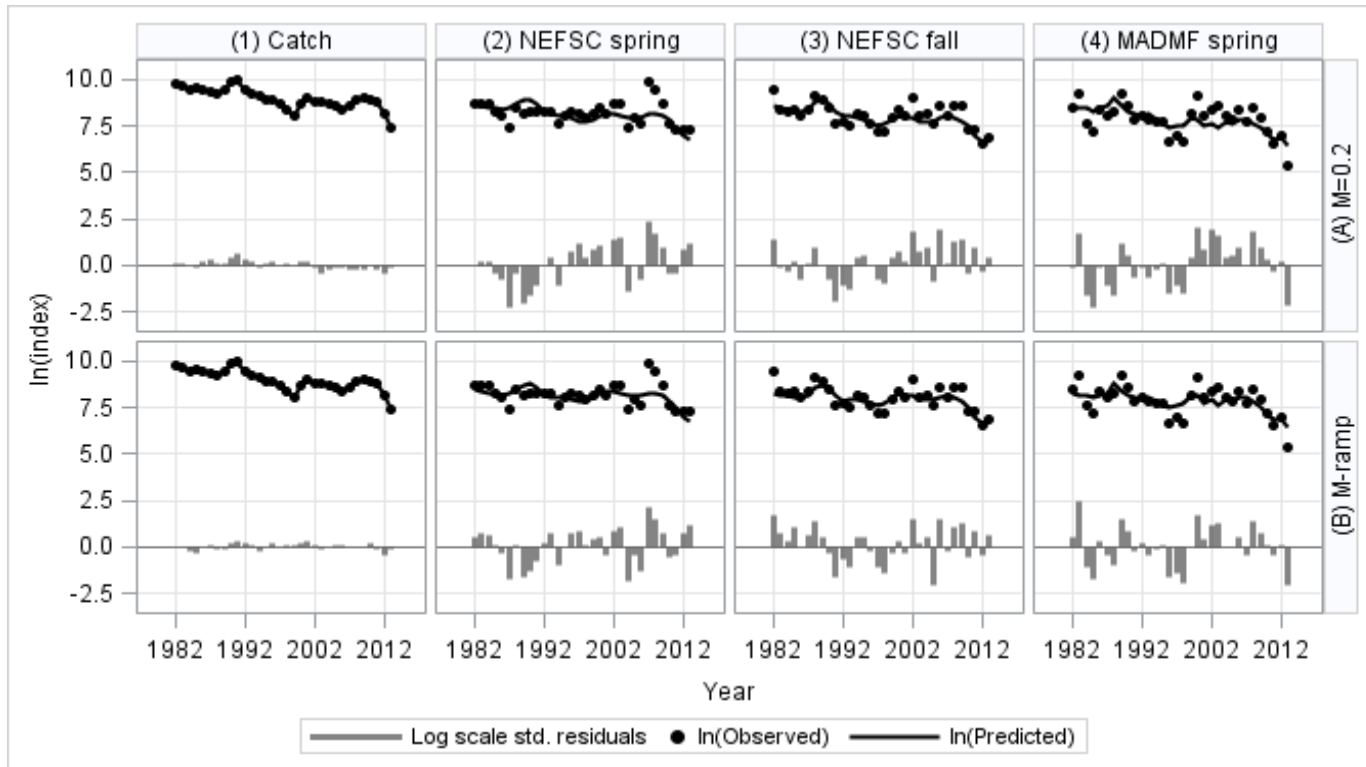 (1) Catch (2) NEFSC spring (3) NEFSC fall (4) MADMF spring
10.0
7.5
5.0
2.5
0.0
-2.5
(A) M=0.2
ln(index)
10.0
7.5
5.0
2.5
0.0
-2.5
(B) M-ramp
1982 1992 2002 2012 1982 1992 2002 2012 1982 1992 2002 2012 1982 1992 2002 2012
Year
Log scale std. residuals ln(Observed) ln(Predicted)